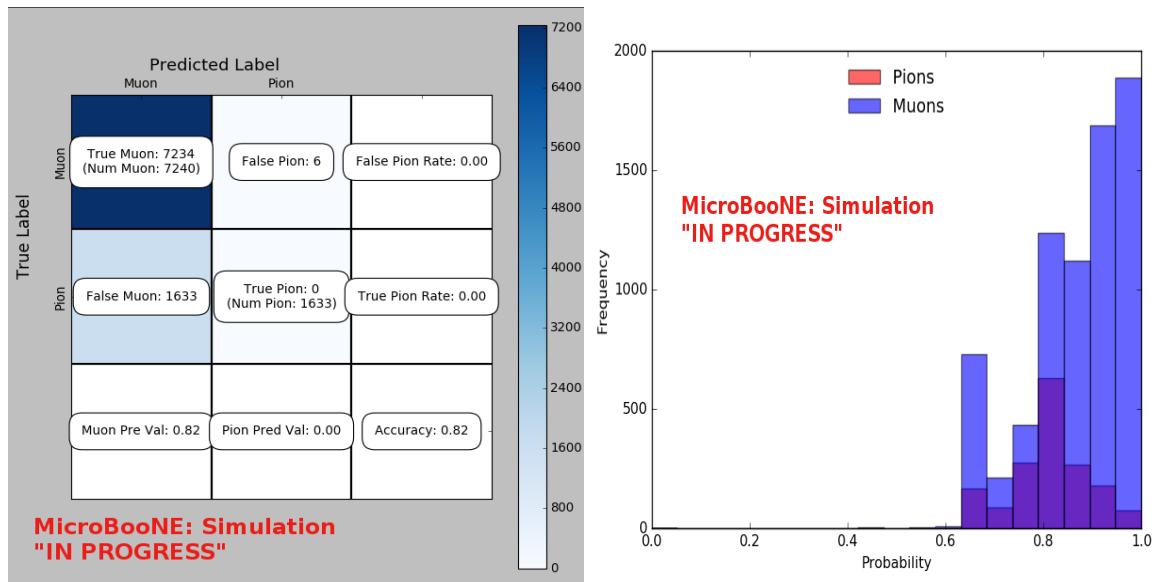 Predicted Label
Muon Pion
True Label
Muon
True Muon: 7234
(Num Muon: 7240)
False Pion: 6
False Pion Rate: 0.00
Pion
False Muon: 1633
True Pion: 0
(Num Pion: 1633)
True Pion Rate: 0.00
Muon Pre Val: 0.82
Pion Pred Val: 0.00
Accuracy: 0.82
7200
6400
5600
4800
4000
3200
2400
1600
800
0
MicroBooNE: Simulation
"IN PROGRESS"
2000
1500
1000
500
0
Frequency
Pions
Muons
MicroBooNE: Simulation
"IN PROGRESS"
0.0 0.2 0.4 0.6 0.8 1.0
Probability